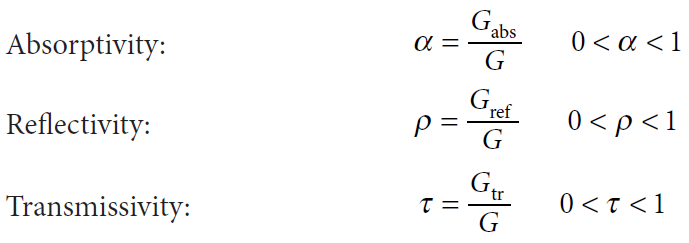 Absorptivity: α = G_abs / G 0 < α < 1
Reflectivity: ρ = G_ref / G 0 < ρ < 1
Transmissivity: τ = G_tr / G 0 < τ < 1